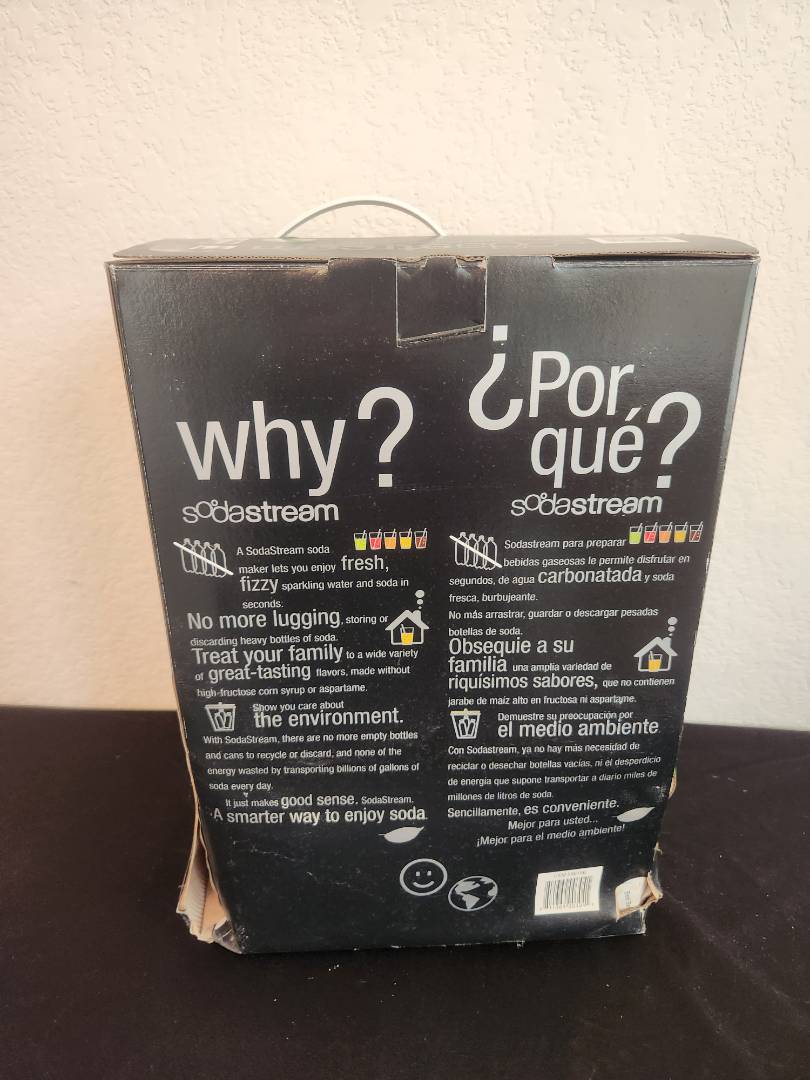 why?
sodastream
A SodaStream soda
maker lets you enjoy fresh,
fizzy sparkling water and soda in
seconds.
No more lugging, storing or
discarding heavy bottles of soda.
Treat your family to a wide variety
of great-tasting flavors, made without
high-fructose corn syrup or aspartame.
Show you care about
the environment.
With SodaStream, there are no more empty bottles
and cans to recycle or discard, and none of the
energy wasted by transporting billions of gallons of
soda every day.
It just makes good sense. SodaStream.
A smarter way to enjoy soda.
¿Por
qué?
sodastream
Sodastream para preparar
bebidas gaseosas le permite disfrutar en
segundos, de agua carbonatada y soda
fresca, burbujeante.
No más arrastrar, guardar o descargar pesadas
botellas de soda.
Obsequie a su
familia una amplia variedad de
riquísimos sabores, que no contienen
jarabe de maíz alto en fructosa ni aspartame.
Demuestre su preocupación por
el medio ambiente.
Con Sodastream, ya no hay más necesidad de
reciclar o desechar botellas vacías, ni el desperdicio
de energía que supone transportar a diario miles de
millones de litros de soda.
Sencillamente, es conveniente.
Mejor para usted...
¡Mejor para el medio ambiente!